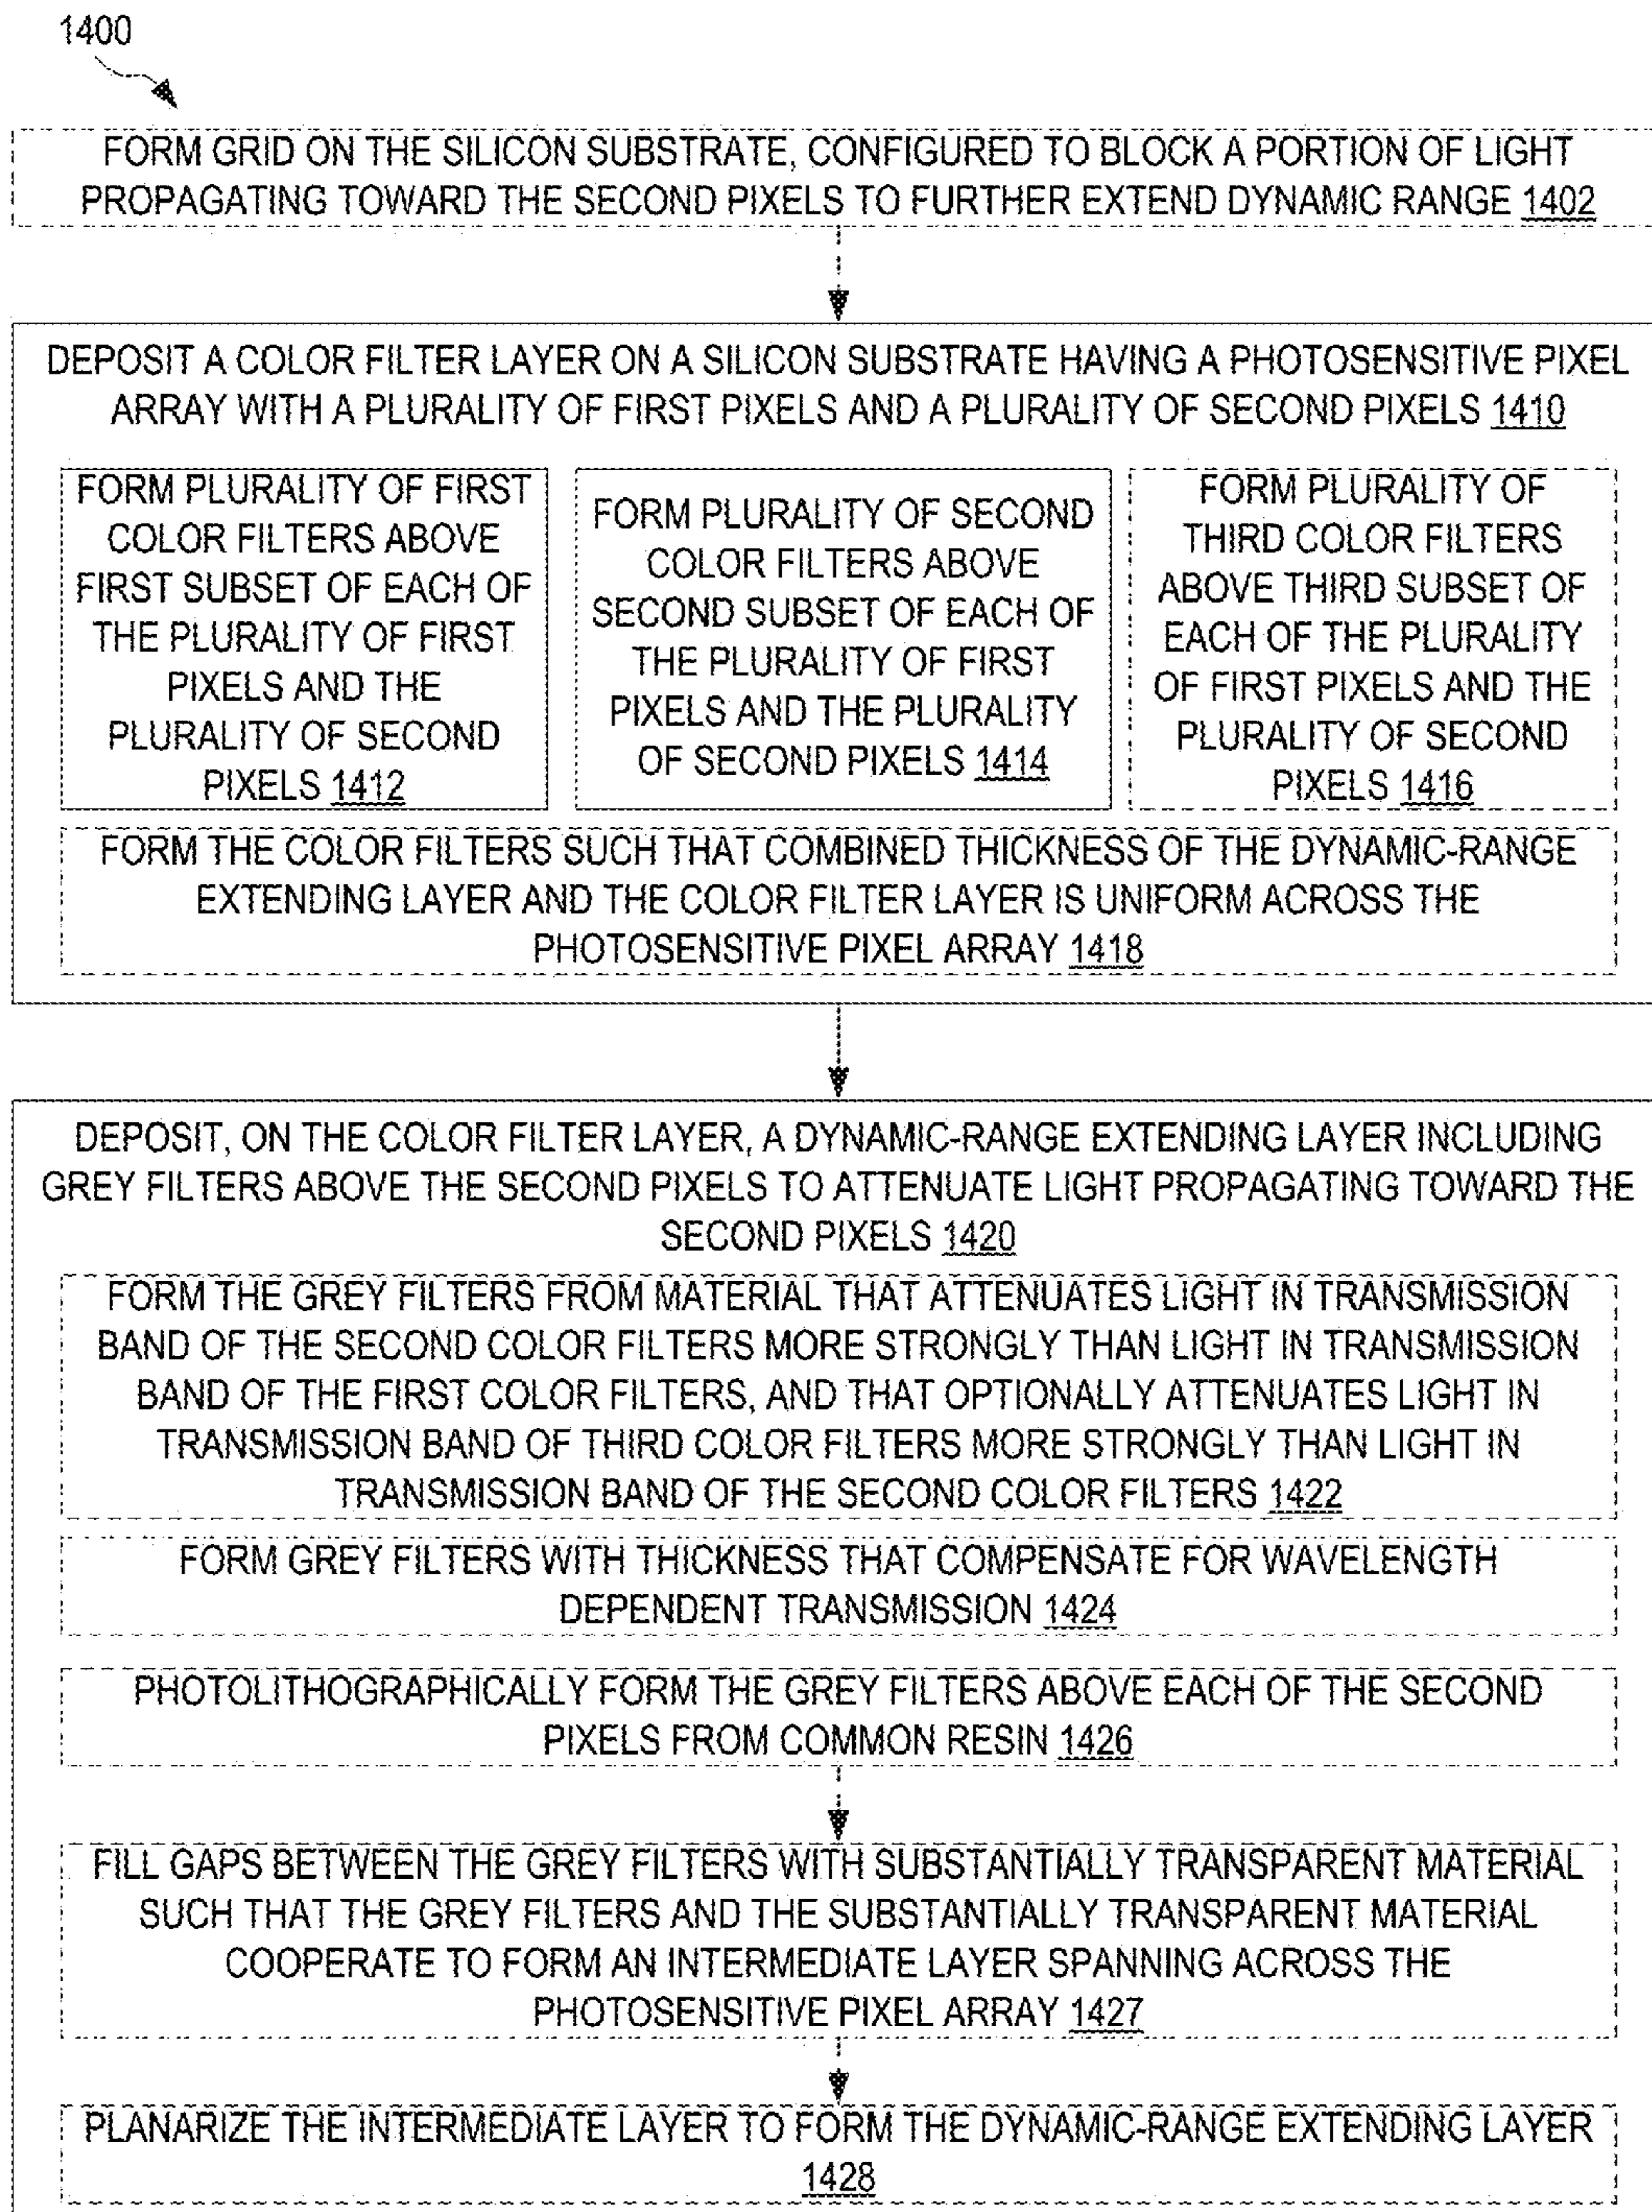 1400
FORM GRID ON THE SILICON SUBSTRATE, CONFIGURED TO BLOCK A PORTION OF LIGHT
PROPAGATING TOWARD THE SECOND PIXELS TO FURTHER EXTEND DYNAMIC RANGE 1402
DEPOSIT A COLOR FILTER LAYER ON A SILICON SUBSTRATE HAVING A PHOTOSENSITIVE PIXEL
ARRAY WITH A PLURALITY OF FIRST PIXELS AND A PLURALITY OF SECOND PIXELS 1410
FORM PLURALITY OF FIRST
COLOR FILTERS ABOVE
FIRST SUBSET OF EACH OF
THE PLURALITY OF FIRST
PIXELS AND THE
PLURALITY OF SECOND
PIXELS 1412
FORM PLURALITY OF SECOND
COLOR FILTERS ABOVE
SECOND SUBSET OF EACH OF
THE PLURALITY OF FIRST
PIXELS AND THE PLURALITY
OF SECOND PIXELS 1414
FORM PLURALITY OF
THIRD COLOR FILTERS
ABOVE THIRD SUBSET OF
EACH OF THE PLURALITY
OF FIRST PIXELS AND THE
PLURALITY OF SECOND
PIXELS 1416
FORM THE COLOR FILTERS SUCH THAT COMBINED THICKNESS OF THE DYNAMIC-RANGE
EXTENDING LAYER AND THE COLOR FILTER LAYER IS UNIFORM ACROSS THE
PHOTOSENSITIVE PIXEL ARRAY 1418
DEPOSIT, ON THE COLOR FILTER LAYER, A DYNAMIC-RANGE EXTENDING LAYER INCLUDING
GREY FILTERS ABOVE THE SECOND PIXELS TO ATTENUATE LIGHT PROPAGATING TOWARD THE
SECOND PIXELS 1420
FORM THE GREY FILTERS FROM MATERIAL THAT ATTENUATES LIGHT IN TRANSMISSION
BAND OF THE SECOND COLOR FILTERS MORE STRONGLY THAN LIGHT IN TRANSMISSION
BAND OF THE FIRST COLOR FILTERS, AND THAT OPTIONALLY ATTENUATES LIGHT IN
TRANSMISSION BAND OF THIRD COLOR FILTERS MORE STRONGLY THAN LIGHT IN
TRANSMISSION BAND OF THE SECOND COLOR FILTERS 1422
FORM GREY FILTERS WITH THICKNESS THAT COMPENSATE FOR WAVELENGTH
DEPENDENT TRANSMISSION 1424
PHOTOLITHOGRAPHICALLY FORM THE GREY FILTERS ABOVE EACH OF THE SECOND
PIXELS FROM COMMON RESIN 1426
FILL GAPS BETWEEN THE GREY FILTERS WITH SUBSTANTIALLY TRANSPARENT MATERIAL
SUCH THAT THE GREY FILTERS AND THE SUBSTANTIALLY TRANSPARENT MATERIAL
COOPERATE TO FORM AN INTERMEDIATE LAYER SPANNING ACROSS THE
PHOTOSENSITIVE PIXEL ARRAY 1427
PLANARIZE THE INTERMEDIATE LAYER TO FORM THE DYNAMIC-RANGE EXTENDING LAYER
1428